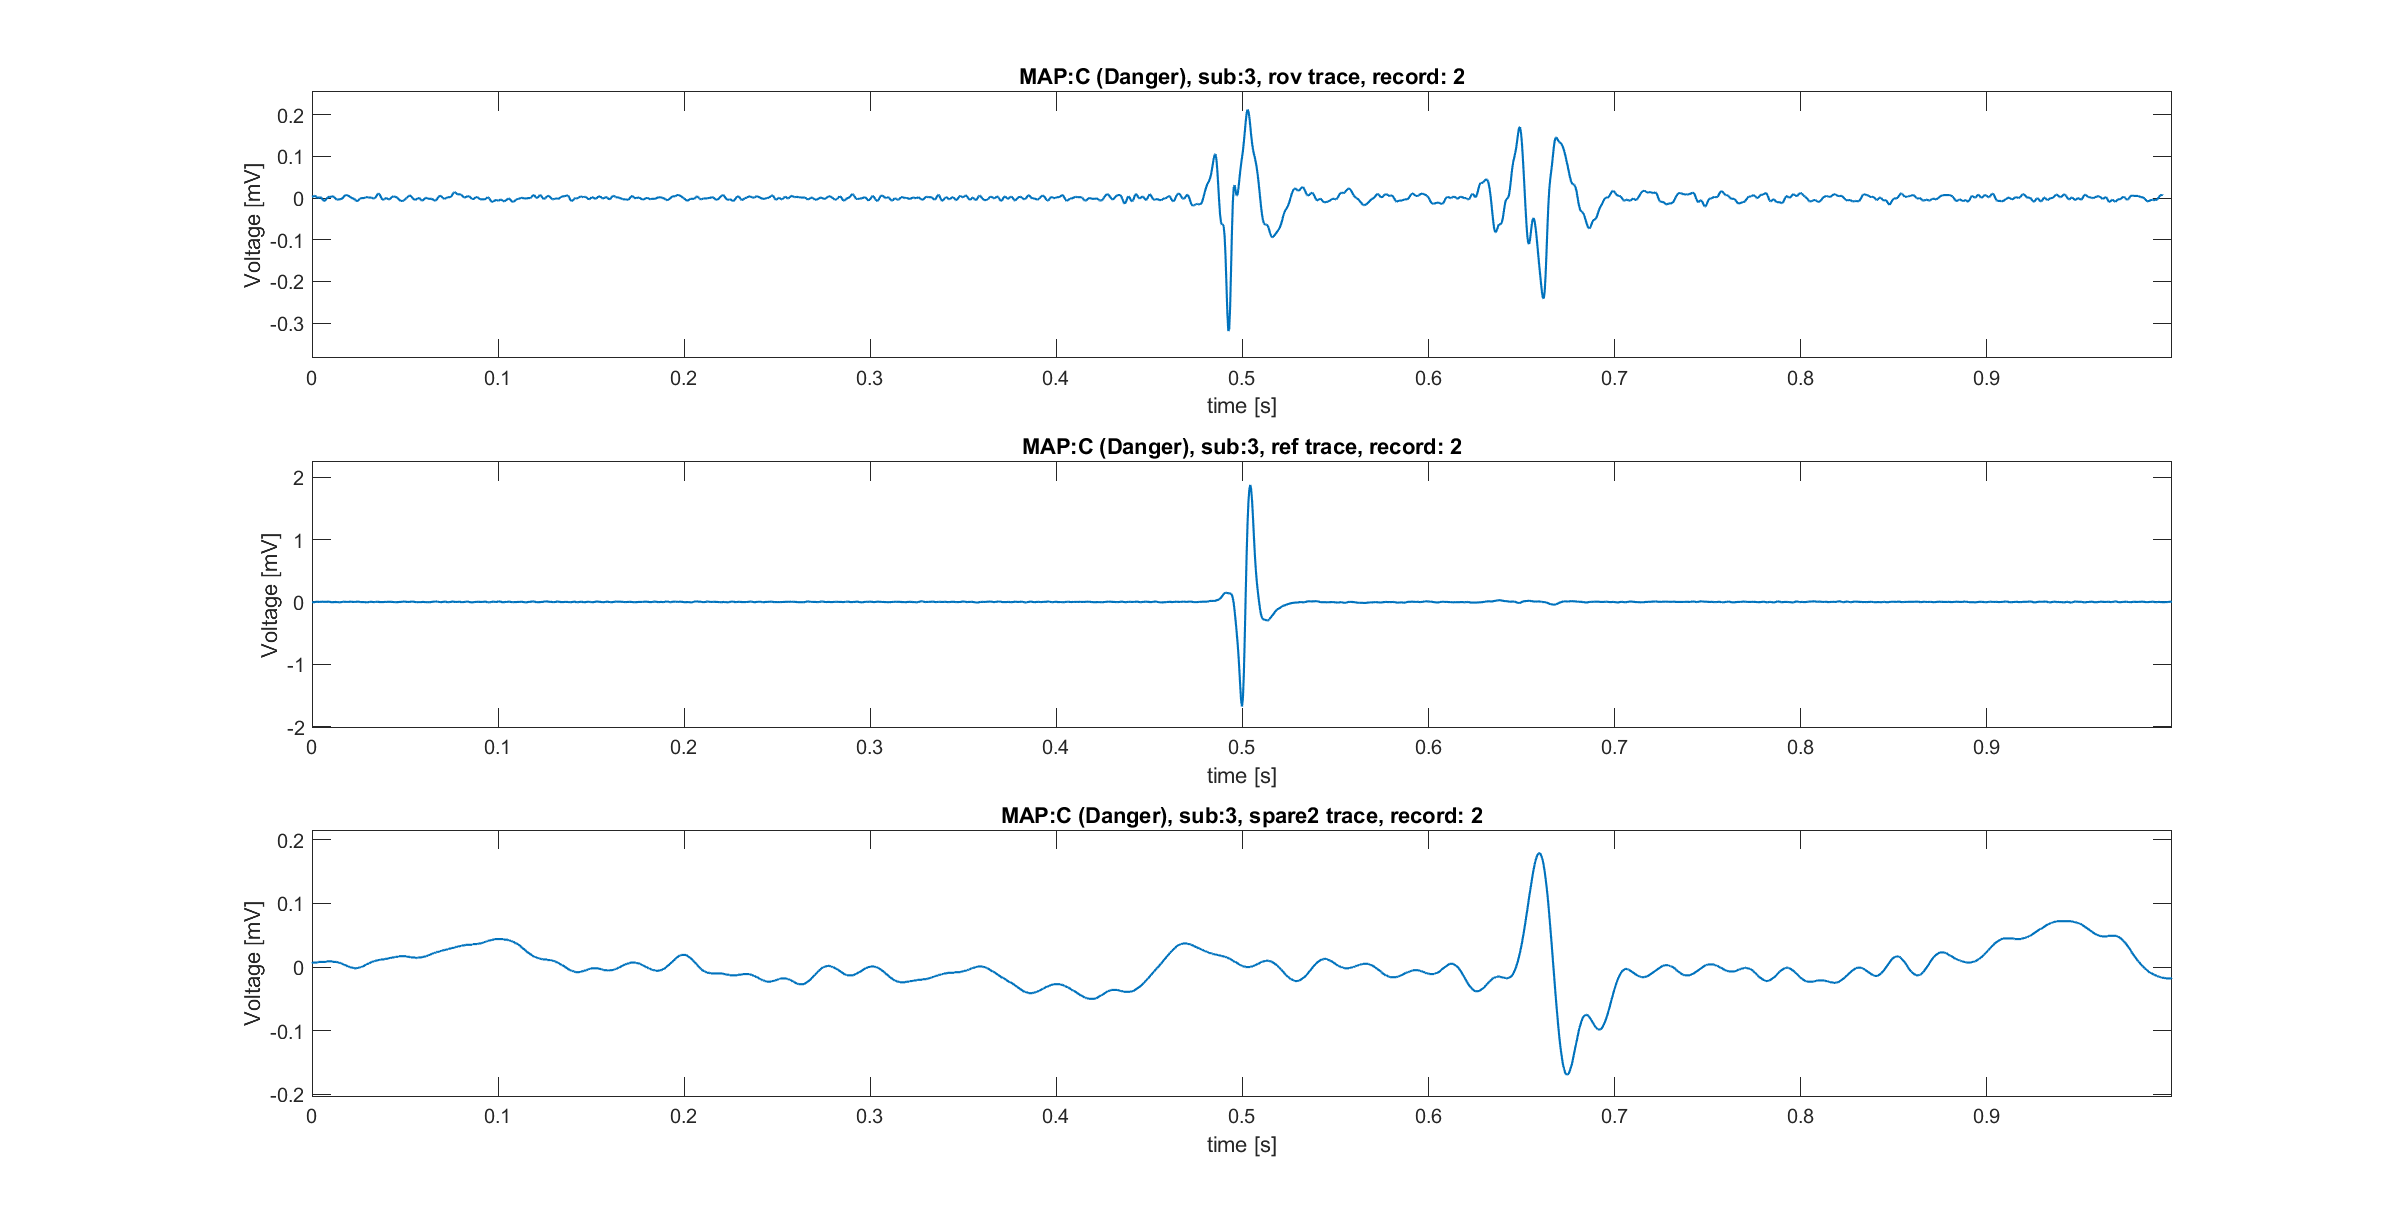 MAP:C (Danger), sub:3, rov trace, record: 2
Voltage [mV]
0.2
0.1
0
-0.1
-0.2
-0.3
0 0.1 0.2 0.3 0.4 0.5 0.6 0.7 0.8 0.9
time [s]
MAP:C (Danger), sub:3, ref trace, record: 2
Voltage [mV]
2
1
0
-1
-2
0 0.1 0.2 0.3 0.4 0.5 0.6 0.7 0.8 0.9
time [s]
MAP:C (Danger), sub:3, spare2 trace, record: 2
Voltage [mV]
0.2
0.1
0
-0.1
-0.2
0 0.1 0.2 0.3 0.4 0.5 0.6 0.7 0.8 0.9
time [s]